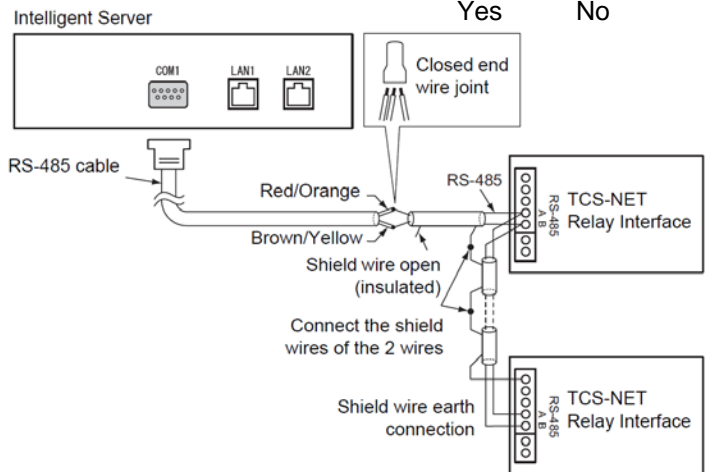 Yes No
Intelligent Server
COM1 LAN1 LAN2
Closed end
wire joint
RS-485 cable
Red/Orange
Brown/Yellow
RS-485
Shield wire open
(insulated)
RS-485
A B
TCS-NET
Relay Interface
Connect the shield
wires of the 2 wires
Shield wire earth
connection
RS-485
A B
TCS-NET
Relay Interface